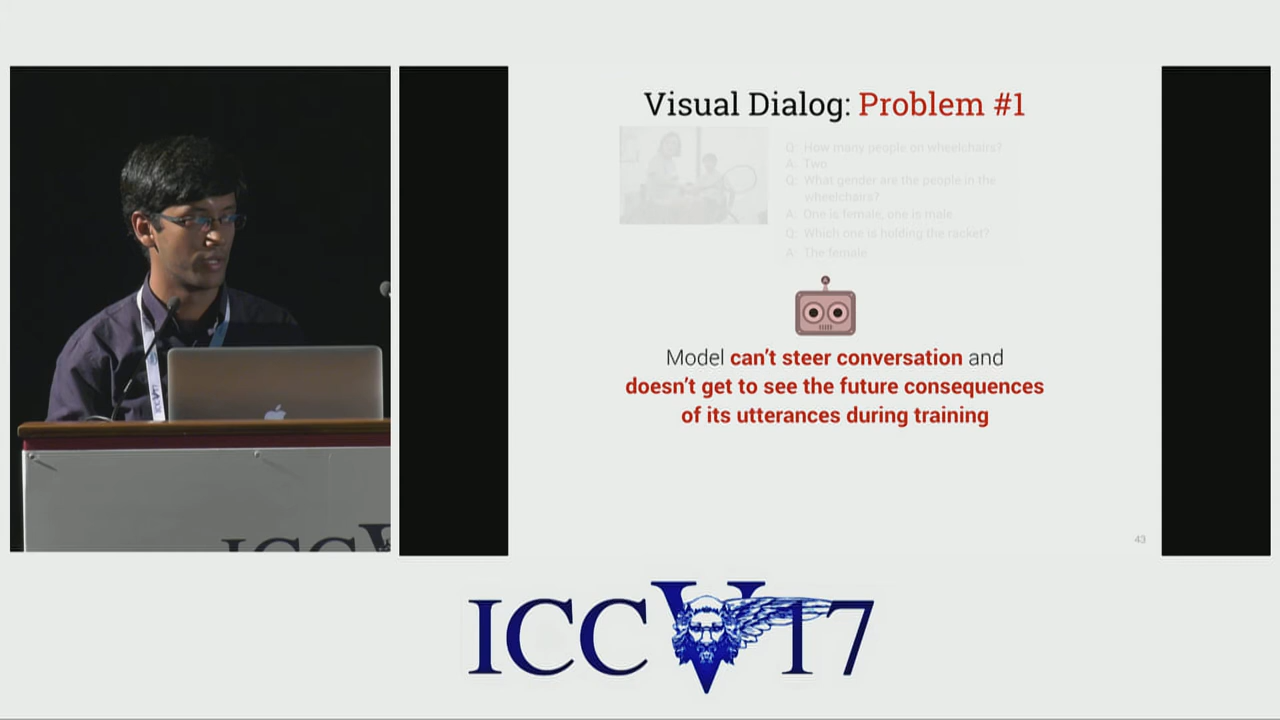 Visual Dialog: Problem #1
Q: How many people on wheelchairs?
A: Two
Q: What gender are the people in the
wheelchairs?
A: One is female, one is male
Q: Which one is holding the racket?
A: The female
Model can't steer conversation and
doesn't get to see the future consequences
of its utterances during training
43
ICCV
ICCV17